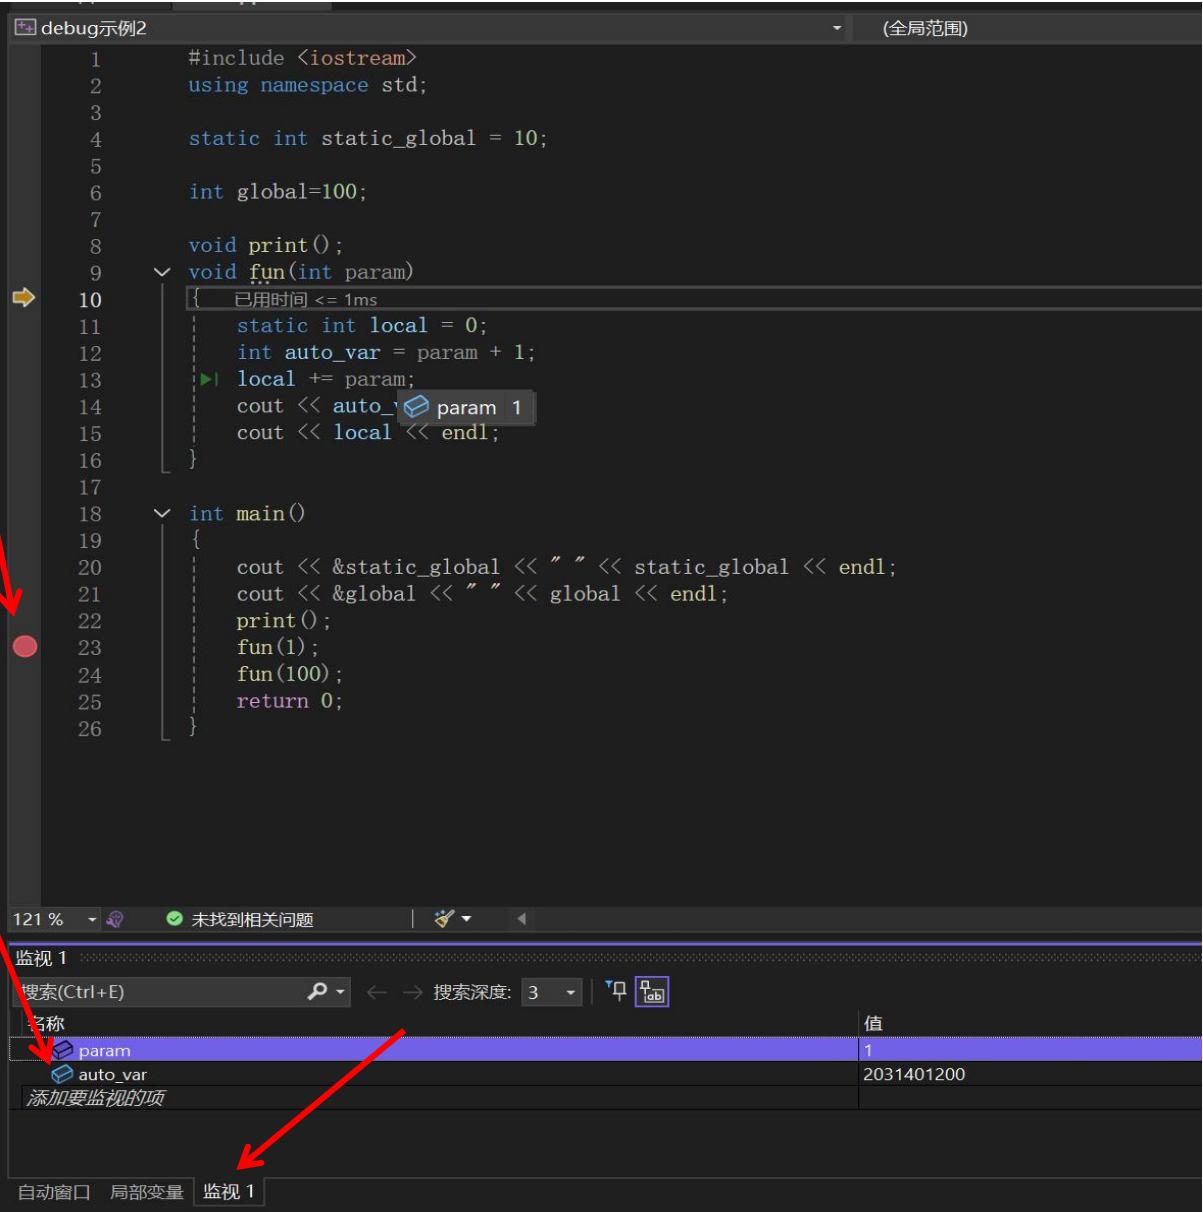 debug示例2
(全局范围)
1 #include <iostream>
2 using namespace std;
3
4 static int static_global = 10;
5
6 int global=100;
7
8 void print();
9 void fun(int param)
10 { 已用时间 <= 1ms
11 static int local = 0;
12 int auto_var = param + 1;
13 local += param;
14 cout << auto_
param 1
15 cout << local << endl;
16 }
17
18 int main()
19 {
20 cout << &static_global << " " << static_global << endl;
21 cout << &global << " " << global << endl;
22 print();
23 fun(1);
24 fun(100);
25 return 0;
26 }
121 % 未找到相关问题
监视 1
搜索(Ctrl+E) 搜索深度: 3
名称 值
param 1
auto_var 2031401200
添加要监视的项
自动窗口 局部变量 监视 1